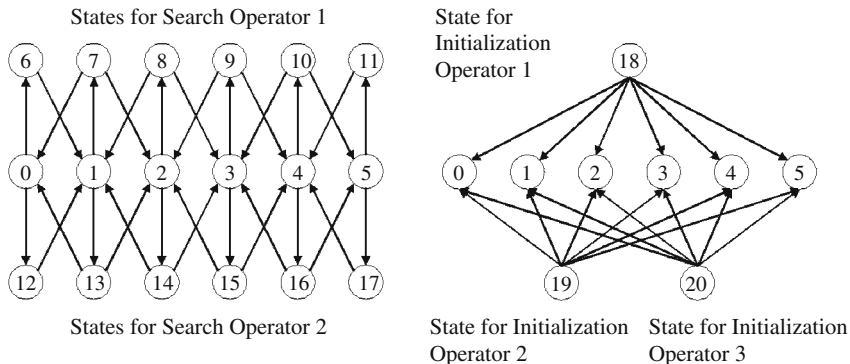 States for Search Operator 1
6 7 8 9 10 11
0 1 2 3 4 5
12 13 14 15 16 17
States for Search Operator 2
State for
Initialization
Operator 1
18
0 1 2 3 4 5
19 20
State for Initialization
Operator 2
State for Initialization
Operator 3